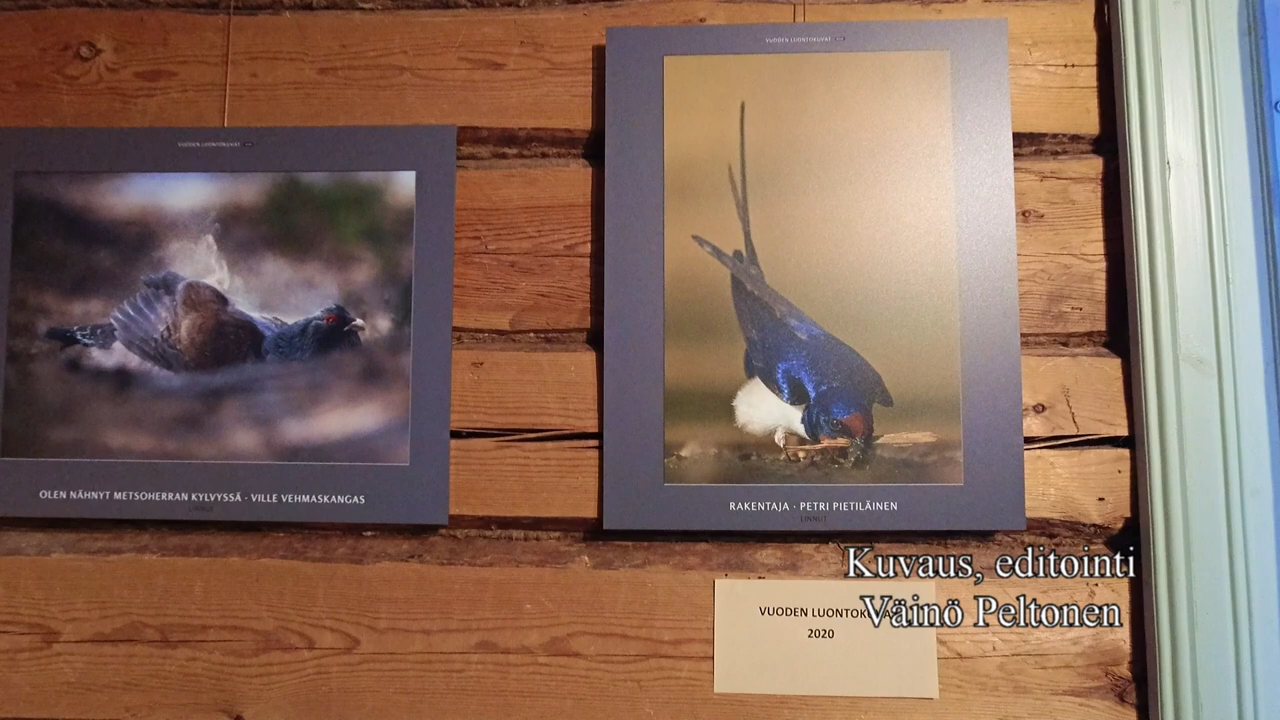 VUODEN LUONTOKUVAT
OLEN NÄHNYT METSOHERRAN KYLVYSSÄ · VILLE VEHMASKANGAS
LINNUT
VUODEN LUONTOKUVAT
RAKENTAJA · PETRI PIETILÄINEN
LINNUT
VUODEN LUONTOKUVAT
2020
Kuvaus, editointi
Väinö Peltonen